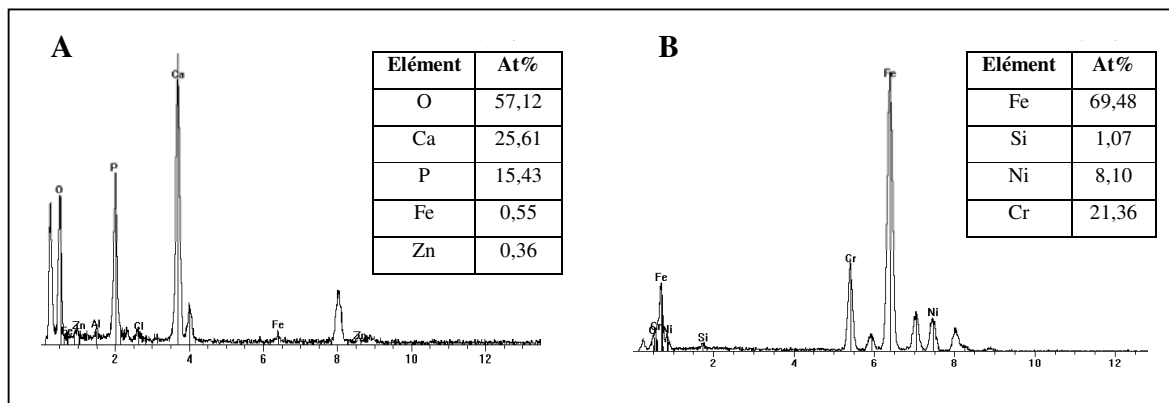 A
Elément At%
O 57,12
Ca 25,61
P 15,43
Fe 0,55
Zn 0,36
Ca
P
O
Zn
Al
Cl
Fe
Zn
2 4 6 8 10 12
B
Elément At%
Fe 69,48
Si 1,07
Ni 8,10
Cr 21,36
Fe
Cr
Fe
Ni
Ni
Si
2 4 6 8 10 12